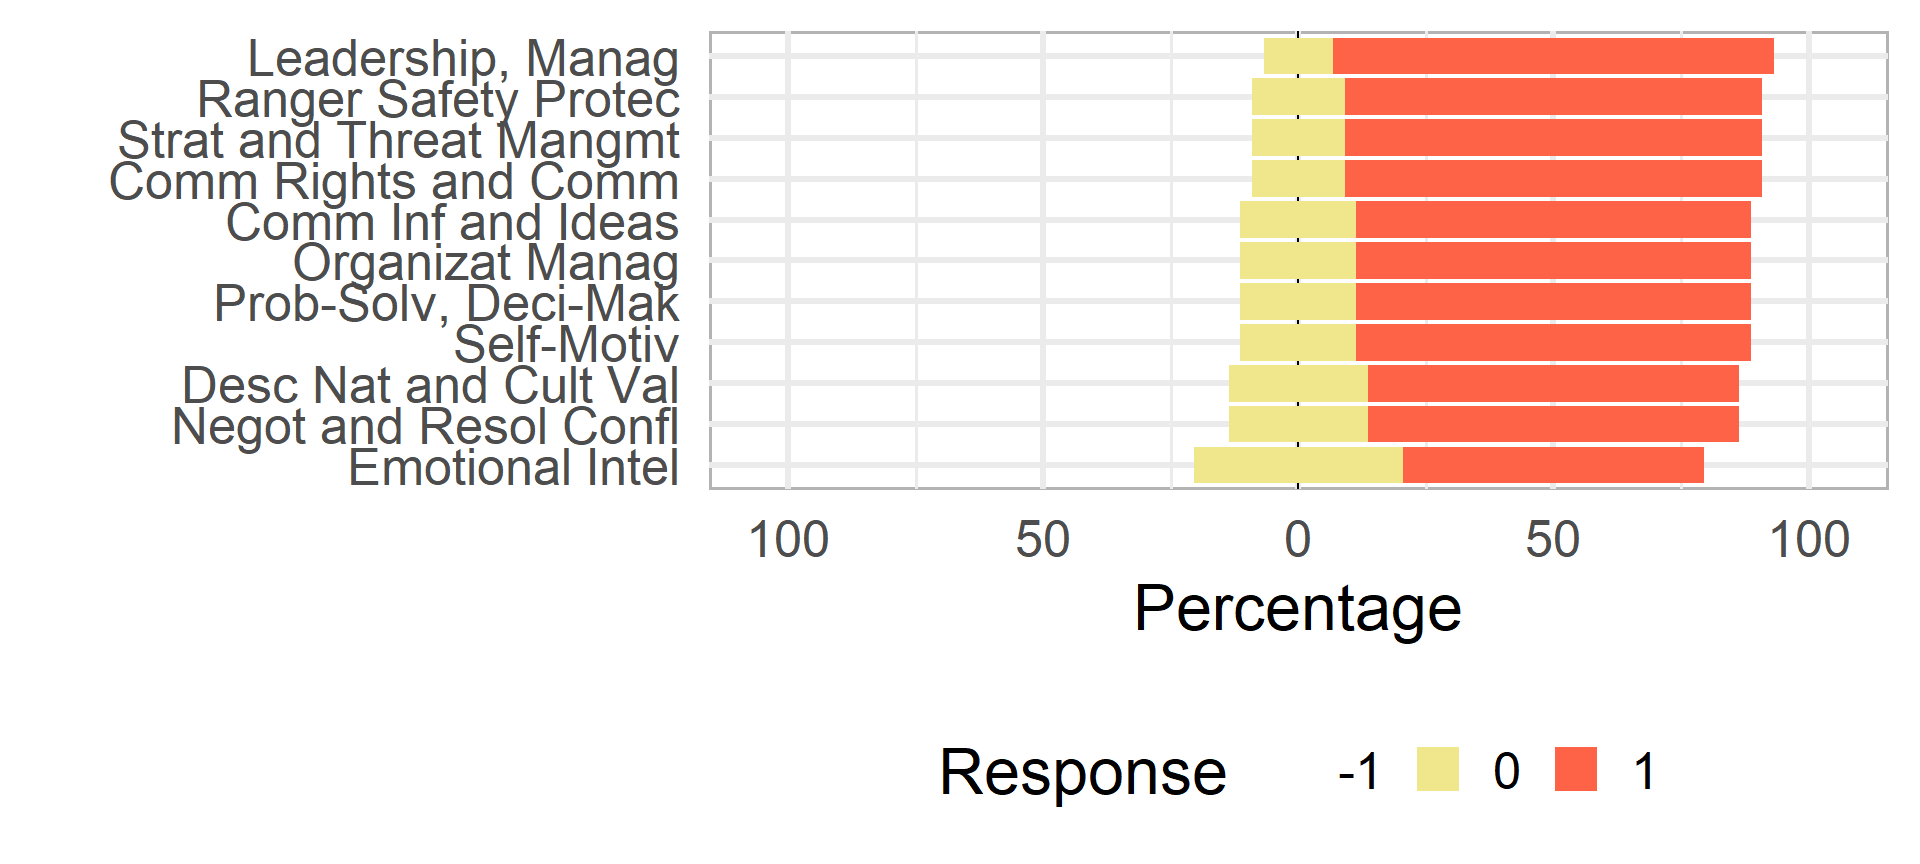 Leadership, Manag
Ranger Safety Protec
Strat and Threat Mangmt
Comm Rights and Comm
Comm Inf and Ideas
Organizat Manag
Prob-Solv, Deci-Mak
Self-Motiv
Desc Nat and Cult Val
Negot and Resol Confl
Emotional Intel
100 50 0 50 100
Percentage
Response -1 0 1